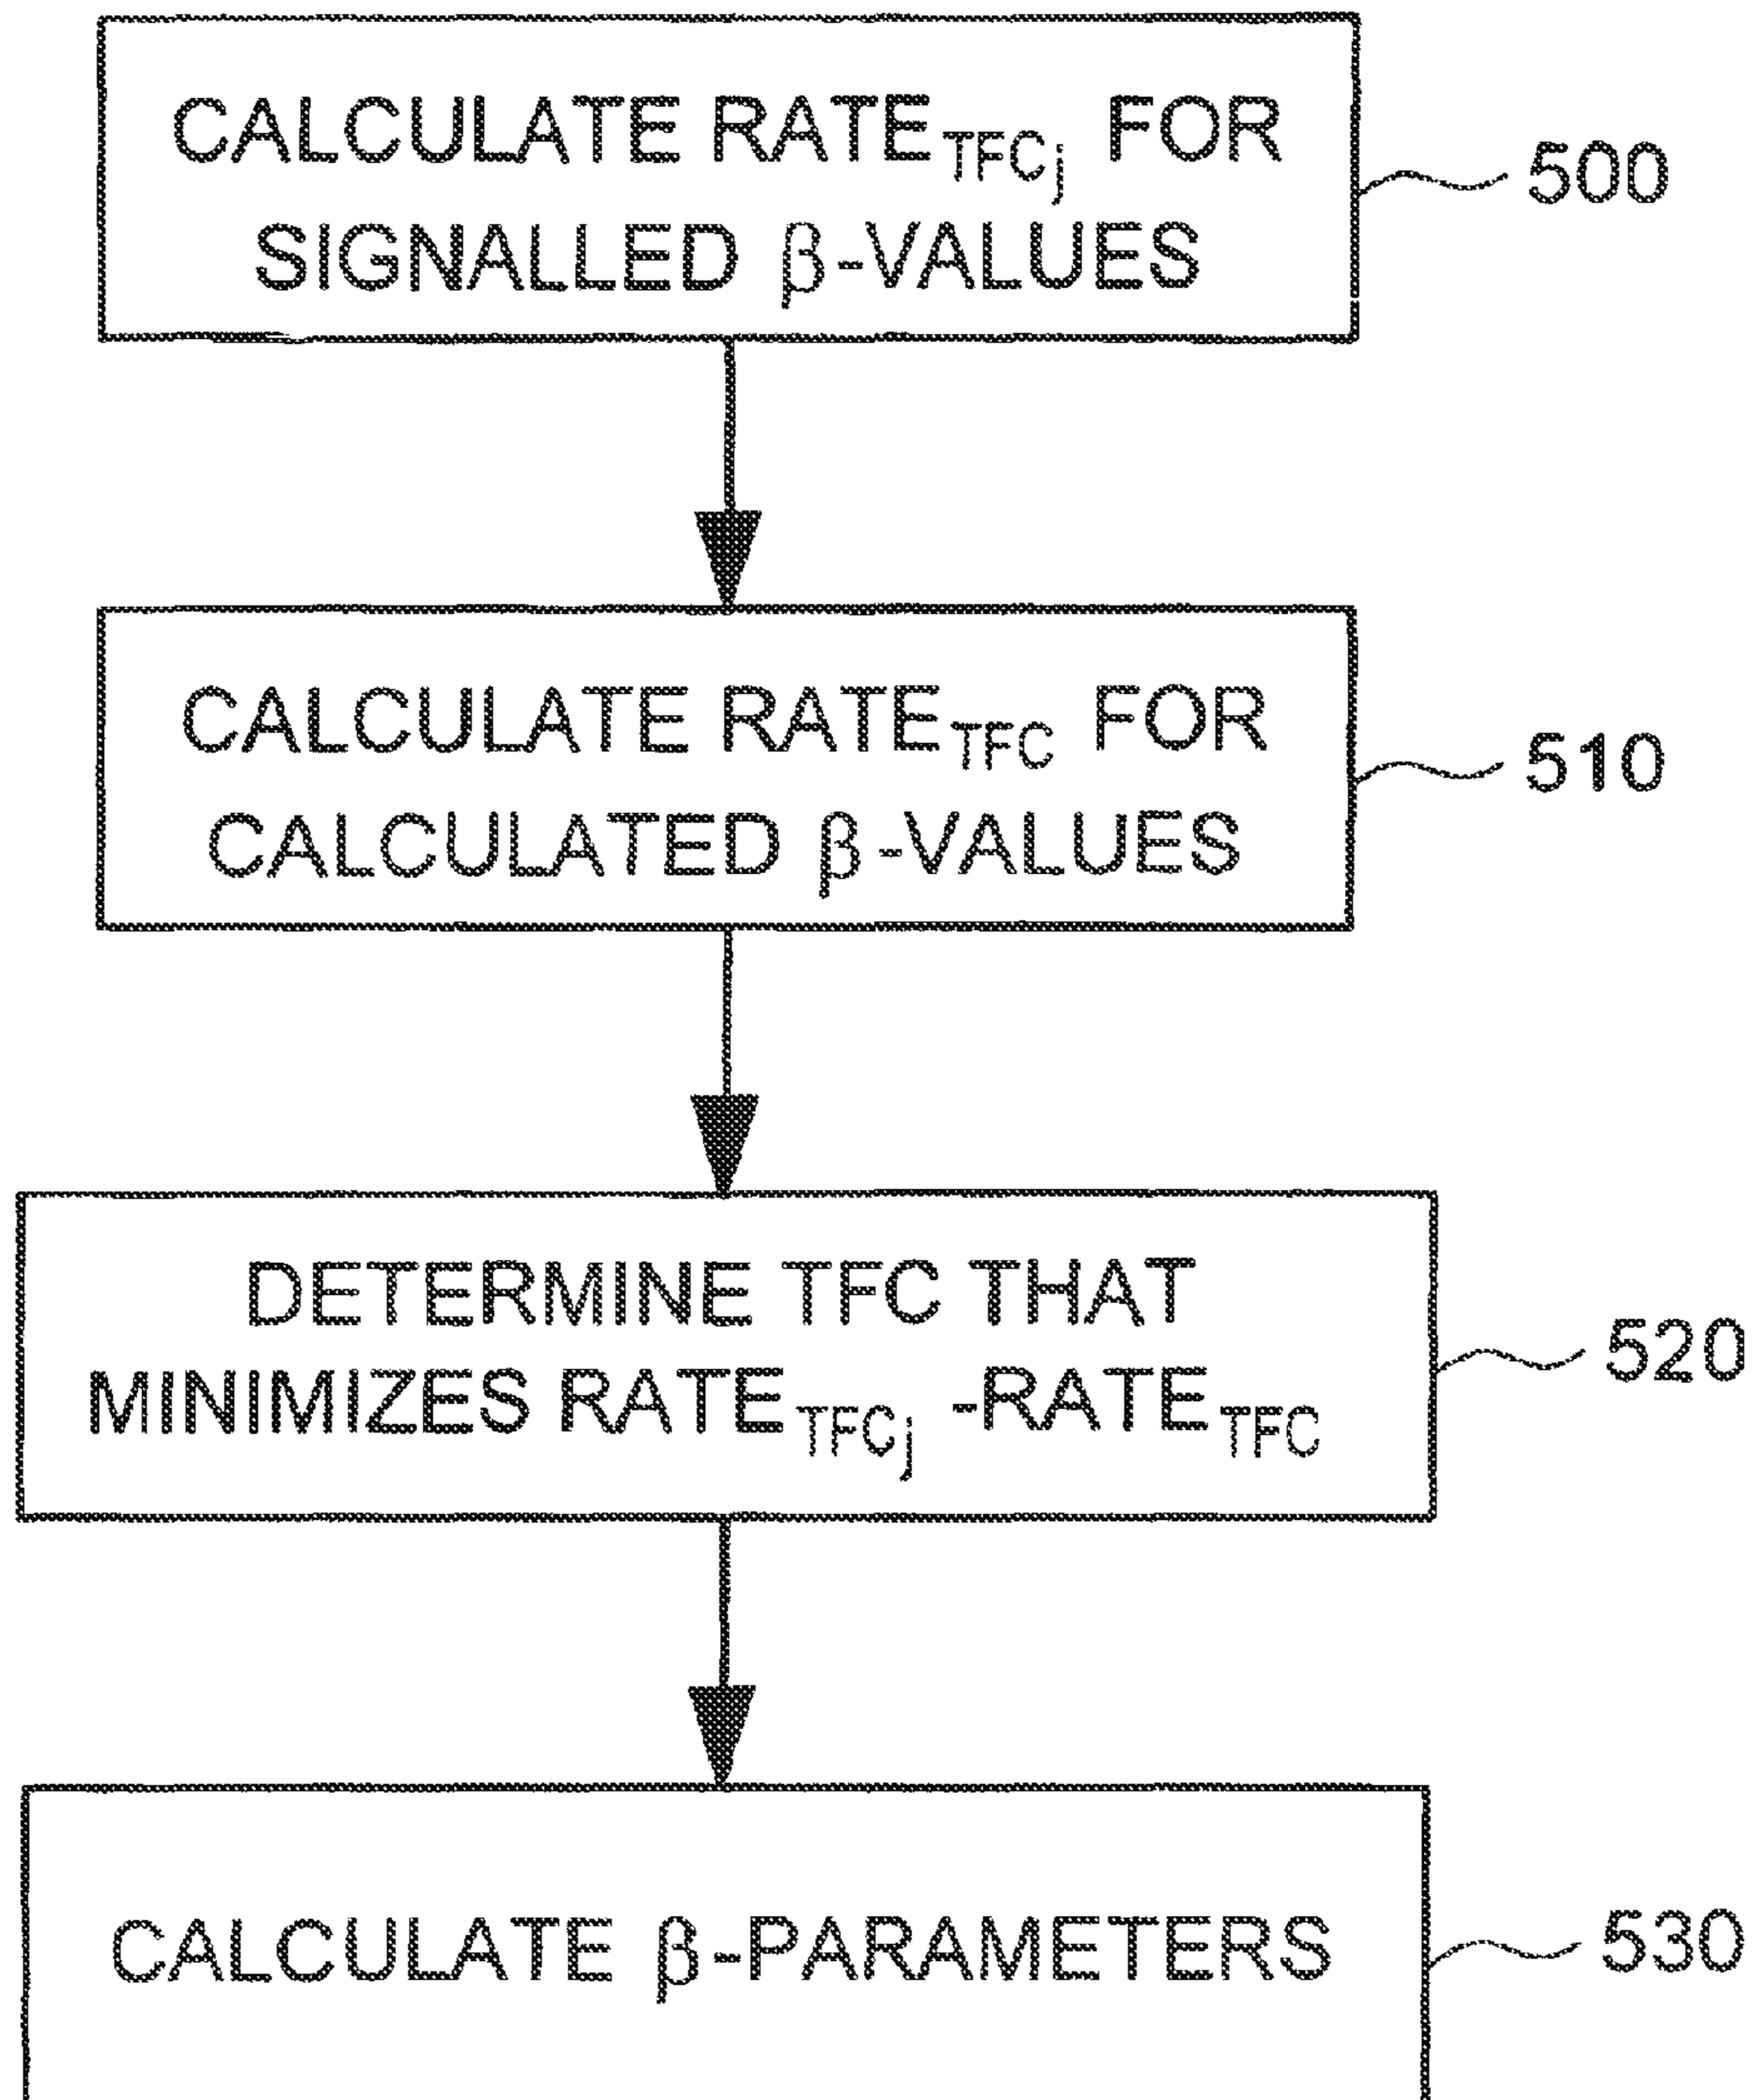 CALCULATE RATE TFCj FOR
SIGNALLED β-VALUES
500
CALCULATE RATE TFC FOR
CALCULATED β-VALUES
510
DETERMINE TFC THAT
MINIMIZES RATE TFCj -RATE TFC
520
CALCULATE β-PARAMETERS
530